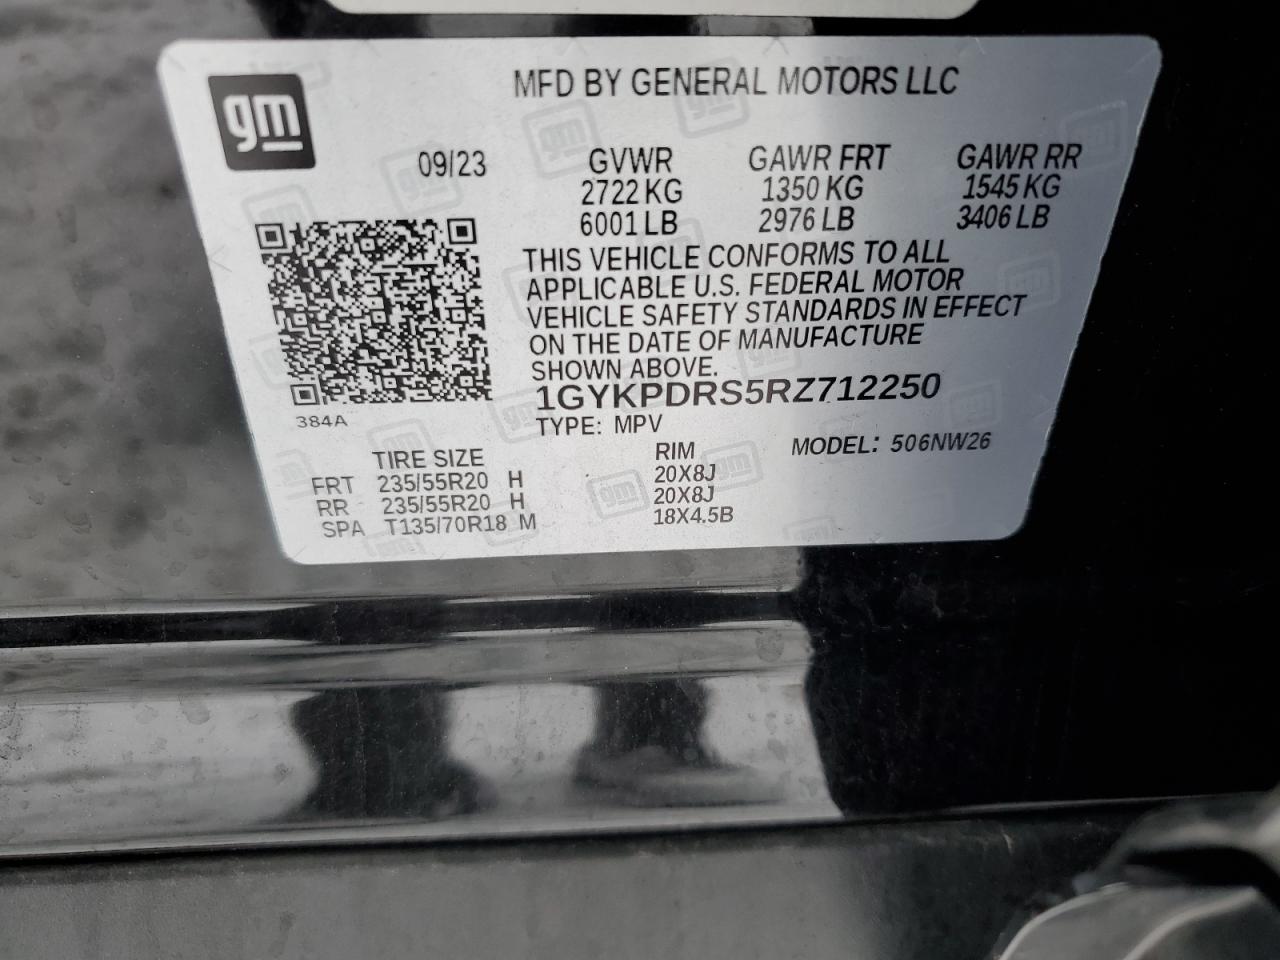 gm
MFD BY GENERAL MOTORS LLC
09/23 GVWR GAWR FRT GAWR RR
2722 KG 1350 KG 1545 KG
6001 LB 2976 LB 3406 LB
THIS VEHICLE CONFORMS TO ALL
APPLICABLE U.S. FEDERAL MOTOR
VEHICLE SAFETY STANDARDS IN EFFECT
ON THE DATE OF MANUFACTURE
SHOWN ABOVE.
1GYKPDRS5RZ712250
384A
TYPE: MPV
MODEL: 506NW26
TIRE SIZE RIM
FRT 235/55R20 H 20X8J
RR 235/55R20 H 20X8J
SPA T135/70R18 M 18X4.5B